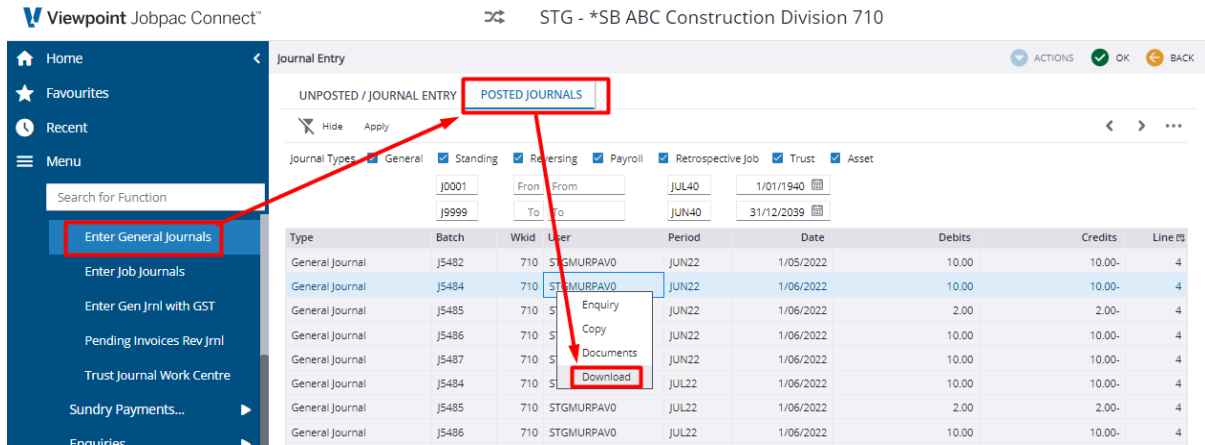 Viewpoint Jobpac Connect™ STG - *SB ABC Construction Division 710
Home
Favourites
Recent
Menu
Search for Function
Enter General Journals
Enter Job Journals
Enter Gen Jrnl with GST
Pending Invoices Rev Jrnl
Trust Journal Work Centre
Sundry Payments...
Enquiries
Journal Entry ACTIONS OK BACK
UNPOSTED / JOURNAL ENTRY POSTED JOURNALS
Hide Apply
Journal Types General Standing Reversing Payroll Retrospective Job Trust Asset
J0001 Fron From JUL40 1/01/1940
J9999 To To JUN40 31/12/2039
Type Batch Wkid User Period Date Debits Credits Line
General Journal J5482 710 STGMURPAV0 JUN22 1/05/2022 10.00 10.00- 4
General Journal J5484 710 STGMURPAV0 JUN22 1/06/2022 10.00 10.00- 4
General Journal J5485 710 S JUN22 1/06/2022 2.00 2.00- 4
General Journal J5486 710 S JUN22 1/06/2022 10.00 10.00- 4
General Journal J5487 710 S JUN22 1/06/2022 10.00 10.00- 4
General Journal J5484 710 S JUL22 1/06/2022 10.00 10.00- 4
General Journal J5485 710 STGMURPAV0 JUL22 1/06/2022 2.00 2.00- 4
General Journal J5486 710 STGMURPAV0 JUL22 1/06/2022 10.00 10.00- 4
Enquiry
Copy
Documents
Download